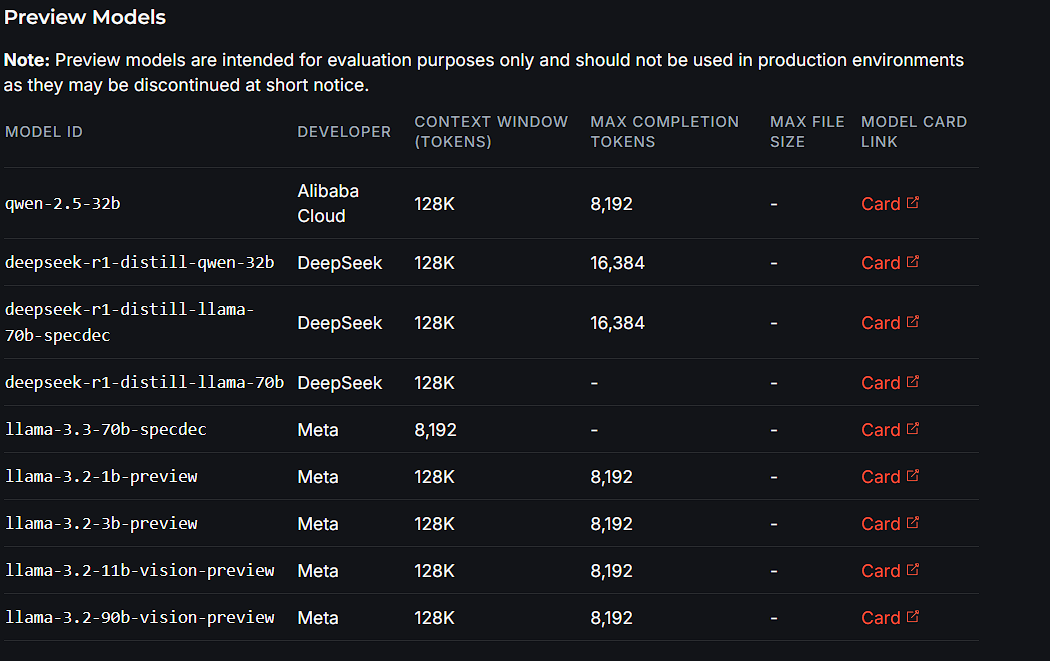 Preview Models
Note: Preview models are intended for evaluation purposes only and should not be used in production environments
as they may be discontinued at short notice.
MODEL ID DEVELOPER CONTEXT WINDOW (TOKENS) MAX COMPLETION TOKENS MAX FILE SIZE MODEL CARD LINK
qwen-2.5-32b Alibaba Cloud 128K 8,192 - Card
deepseek-r1-distill-qwen-32b DeepSeek 128K 16,384 - Card
deepseek-r1-distill-llama-70b-specdec DeepSeek 128K 16,384 - Card
deepseek-r1-distill-llama-70b DeepSeek 128K - - Card
llama-3.3-70b-specdec Meta 8,192 - - Card
llama-3.2-1b-preview Meta 128K 8,192 - Card
llama-3.2-3b-preview Meta 128K 8,192 - Card
llama-3.2-11b-vision-preview Meta 128K 8,192 - Card
llama-3.2-90b-vision-preview Meta 128K 8,192 - Card